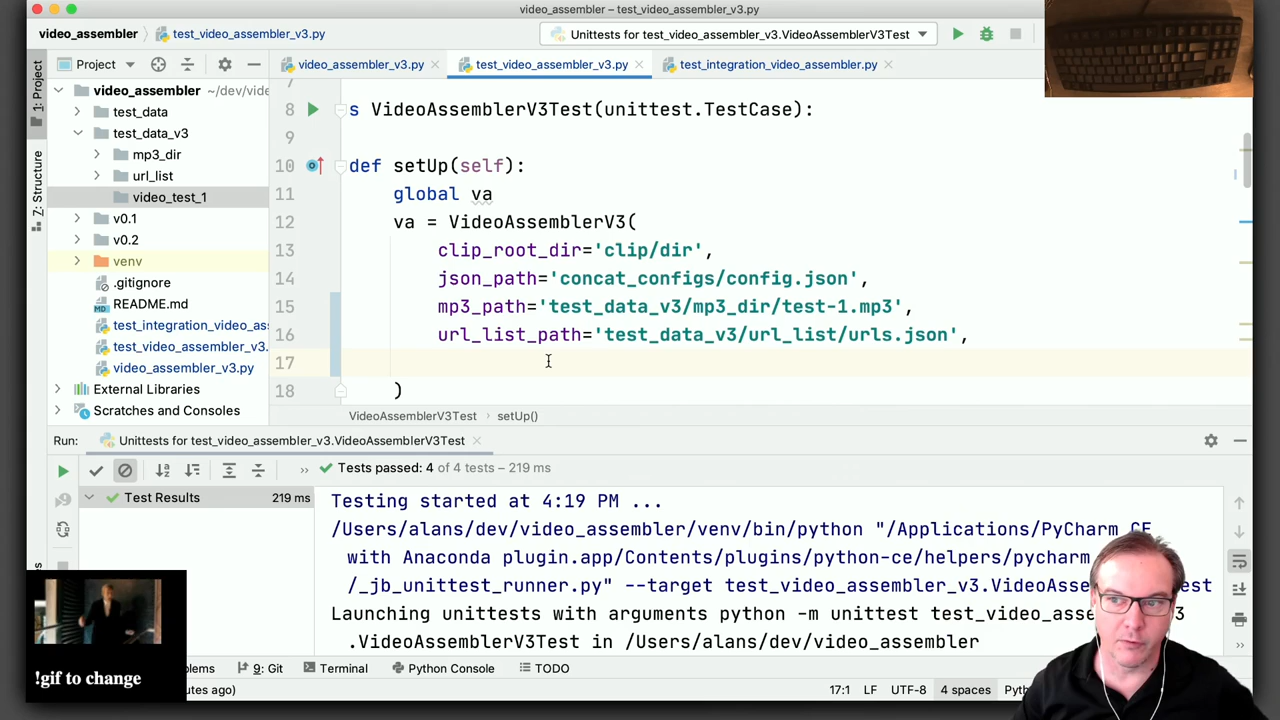 video_assembler – test_video_assembler_v3.py
video_assembler
test_video_assembler_v3.py
Unittests for test_video_assembler_v3.VideoAssemblerV3Test
1: Project
Z: Structure
Project
video_assembler_v3.py
test_video_assembler_v3.py
test_integration_video_assembler.py
video_assembler ~/dev/vide
test_data
test_data_v3
mp3_dir
url_list
video_test_1
v0.1
v0.2
venv
.gitignore
README.md
test_integration_video_as
test_video_assembler_v3.
video_assembler_v3.py
External Libraries
Scratches and Consoles
7
8 s VideoAssemblerV3Test(unittest.TestCase):
9
10 def setUp(self):
11 global va
12 va = VideoAssemblerV3(
13 clip_root_dir='clip/dir',
14 json_path='concat_configs/config.json',
15 mp3_path='test_data_v3/mp3_dir/test-1.mp3',
16 url_list_path='test_data_v3/url_list/urls.json',
17
18 )
VideoAssemblerV3Test › setUp()
Run: Unittests for test_video_assembler_v3.VideoAssemblerV3Test
Tests passed: 4 of 4 tests – 219 ms
Test Results 219 ms
Testing started at 4:19 PM ...
/Users/alans/dev/video_assembler/venv/bin/python "/Applications/PyCharm CE
with Anaconda plugin.app/Contents/plugins/python-ce/helpers/pycharm
/_jb_unittest_runner.py" --target test_video_assembler_v3.VideoAs
est
Launching unittests with arguments python -m unittest test_video_asse
3
.VideoAssemblerV3Test in /Users/alans/dev/video_assembler
!gif to change
blems
9: Git
Terminal
Python Console
TODO
utes ago)
17:1 LF UTF-8 4 spaces Pyth